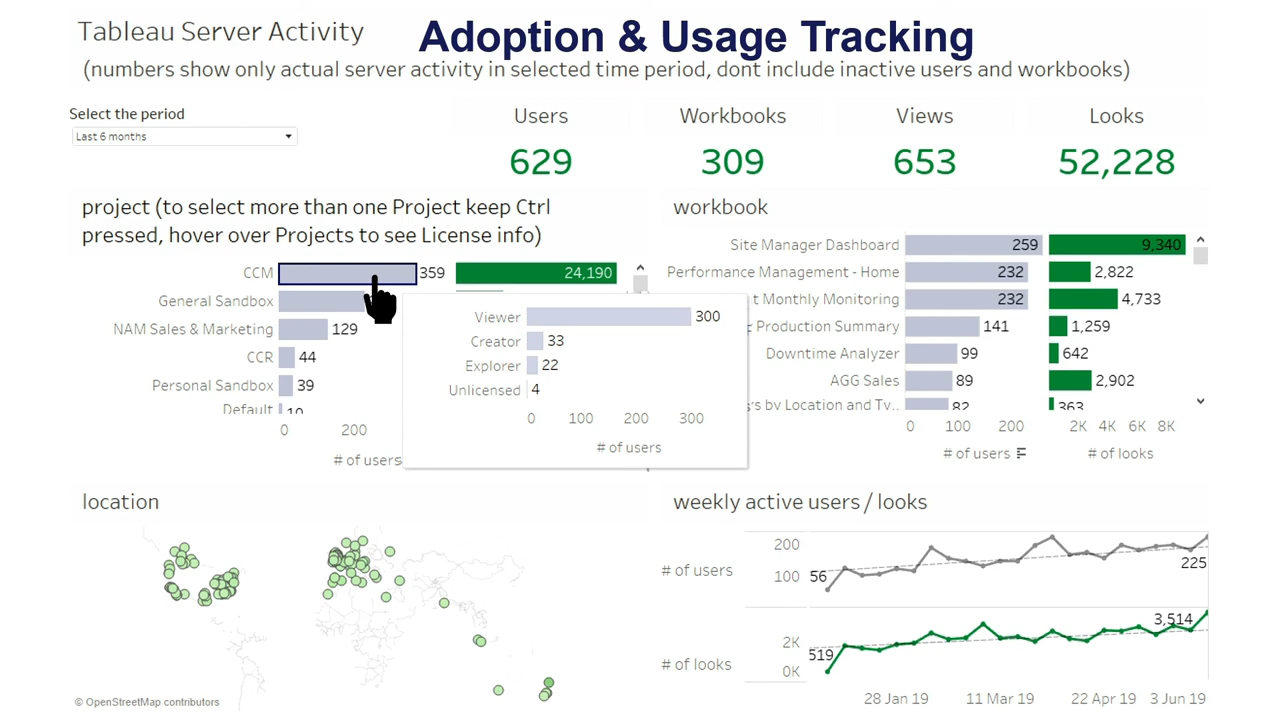 Tableau Server Activity
Adoption & Usage Tracking
(numbers show only actual server activity in selected time period, dont include inactive users and workbooks)
Select the period
Last 6 months
Users
Workbooks
Views
Looks
629
309
653
52,228
project (to select more than one Project keep Ctrl
pressed, hover over Projects to see License info)
CCM 359 24,190
General Sandbox
NAM Sales & Marketing 129
CCR 44
Personal Sandbox 39
Default 10
0 200
# of users
Viewer 300
Creator 33
Explorer 22
Unlicensed 4
0 100 200 300
# of users
workbook
Site Manager Dashboard 259 9,340
Performance Management - Home 232 2,822
t Monthly Monitoring 232 4,733
Production Summary 141 1,259
Downtime Analyzer 99 642
AGG Sales 89 2,902
s by Location and Ty.. 82 363
0 100 200 2K 4K 6K 8K
# of users # of looks
location
© OpenStreetMap contributors
weekly active users / looks
# of users
200
100
56
225
# of looks
2K
0K
519
3,514
28 Jan 19 11 Mar 19 22 Apr 19 3 Jun 19